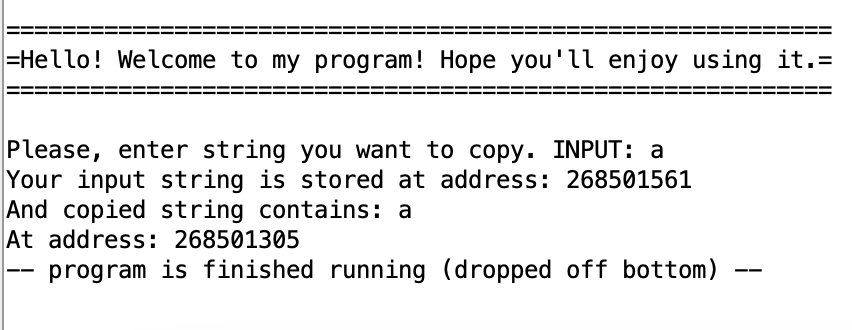 ===========================================================
=Hello! Welcome to my program! Hope you'll enjoy using it.=
===========================================================
Please, enter string you want to copy. INPUT: a
Your input string is stored at address: 268501561
And copied string contains: a
At address: 268501305
-- program is finished running (dropped off bottom) --